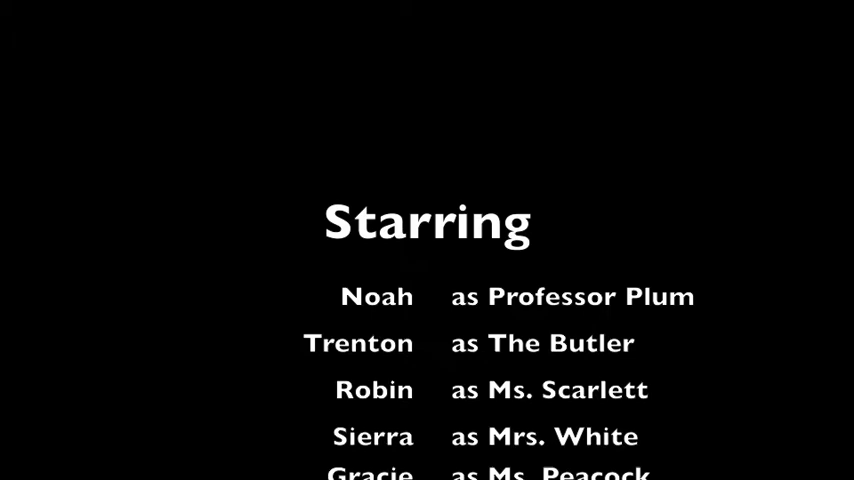 Starring
Noah as Professor Plum
Trenton as The Butler
Robin as Ms. Scarlett
Sierra as Mrs. White
Gracie as Ms. Peacock